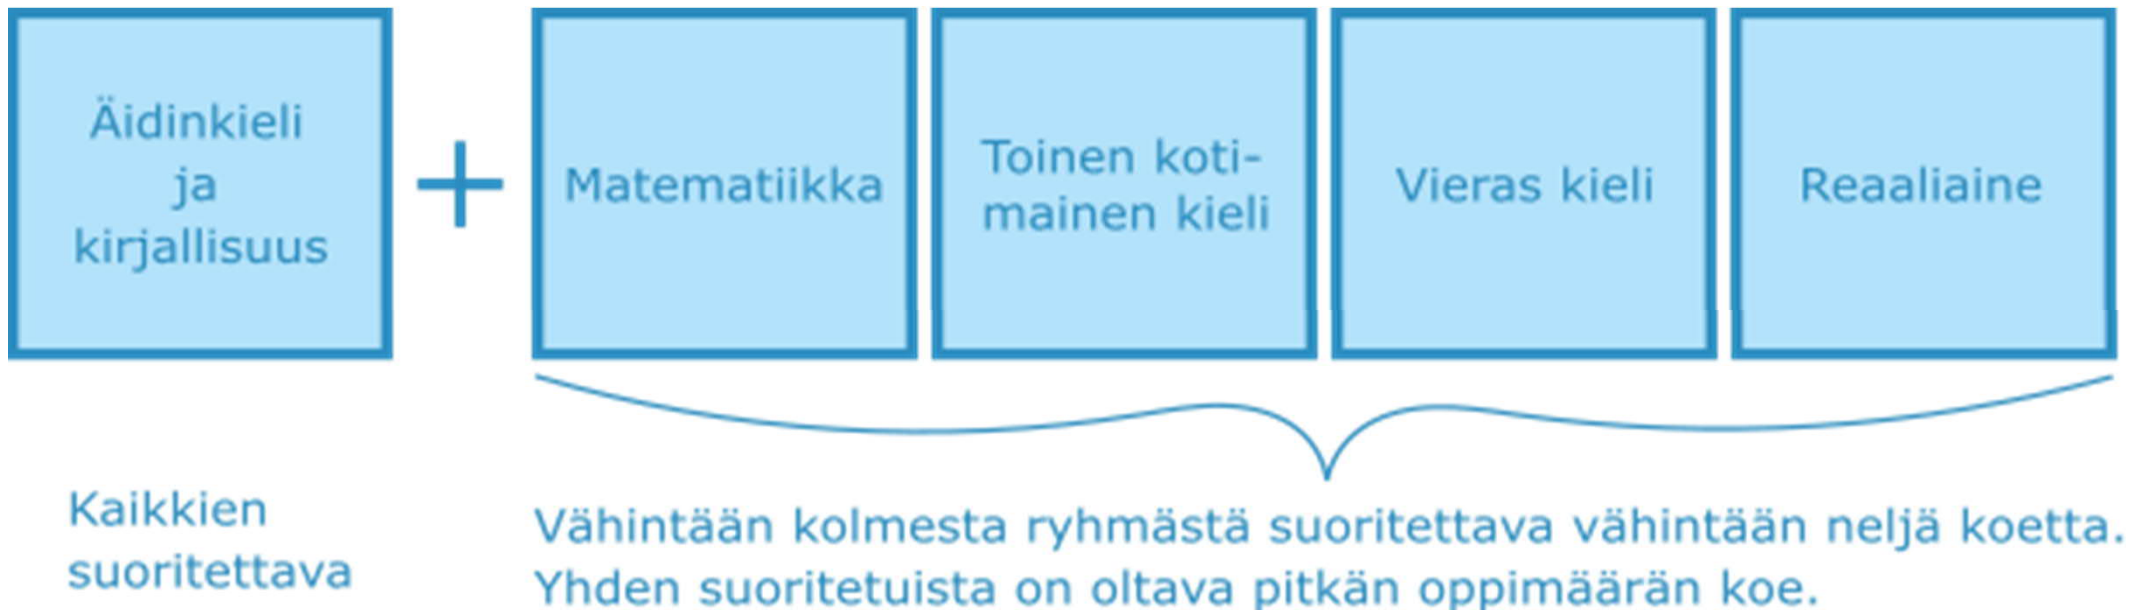 Äidinkieli
ja
kirjallisuus
+
Matematiikka
Toinen koti-
mainen kieli
Vieras kieli
Reaaliaine
Kaikkien
suoritettava
Vähintään kolmesta ryhmästä suoritettava vähintään neljä koetta.
Yhden suoritetuista on oltava pitkän oppimäärän koe.